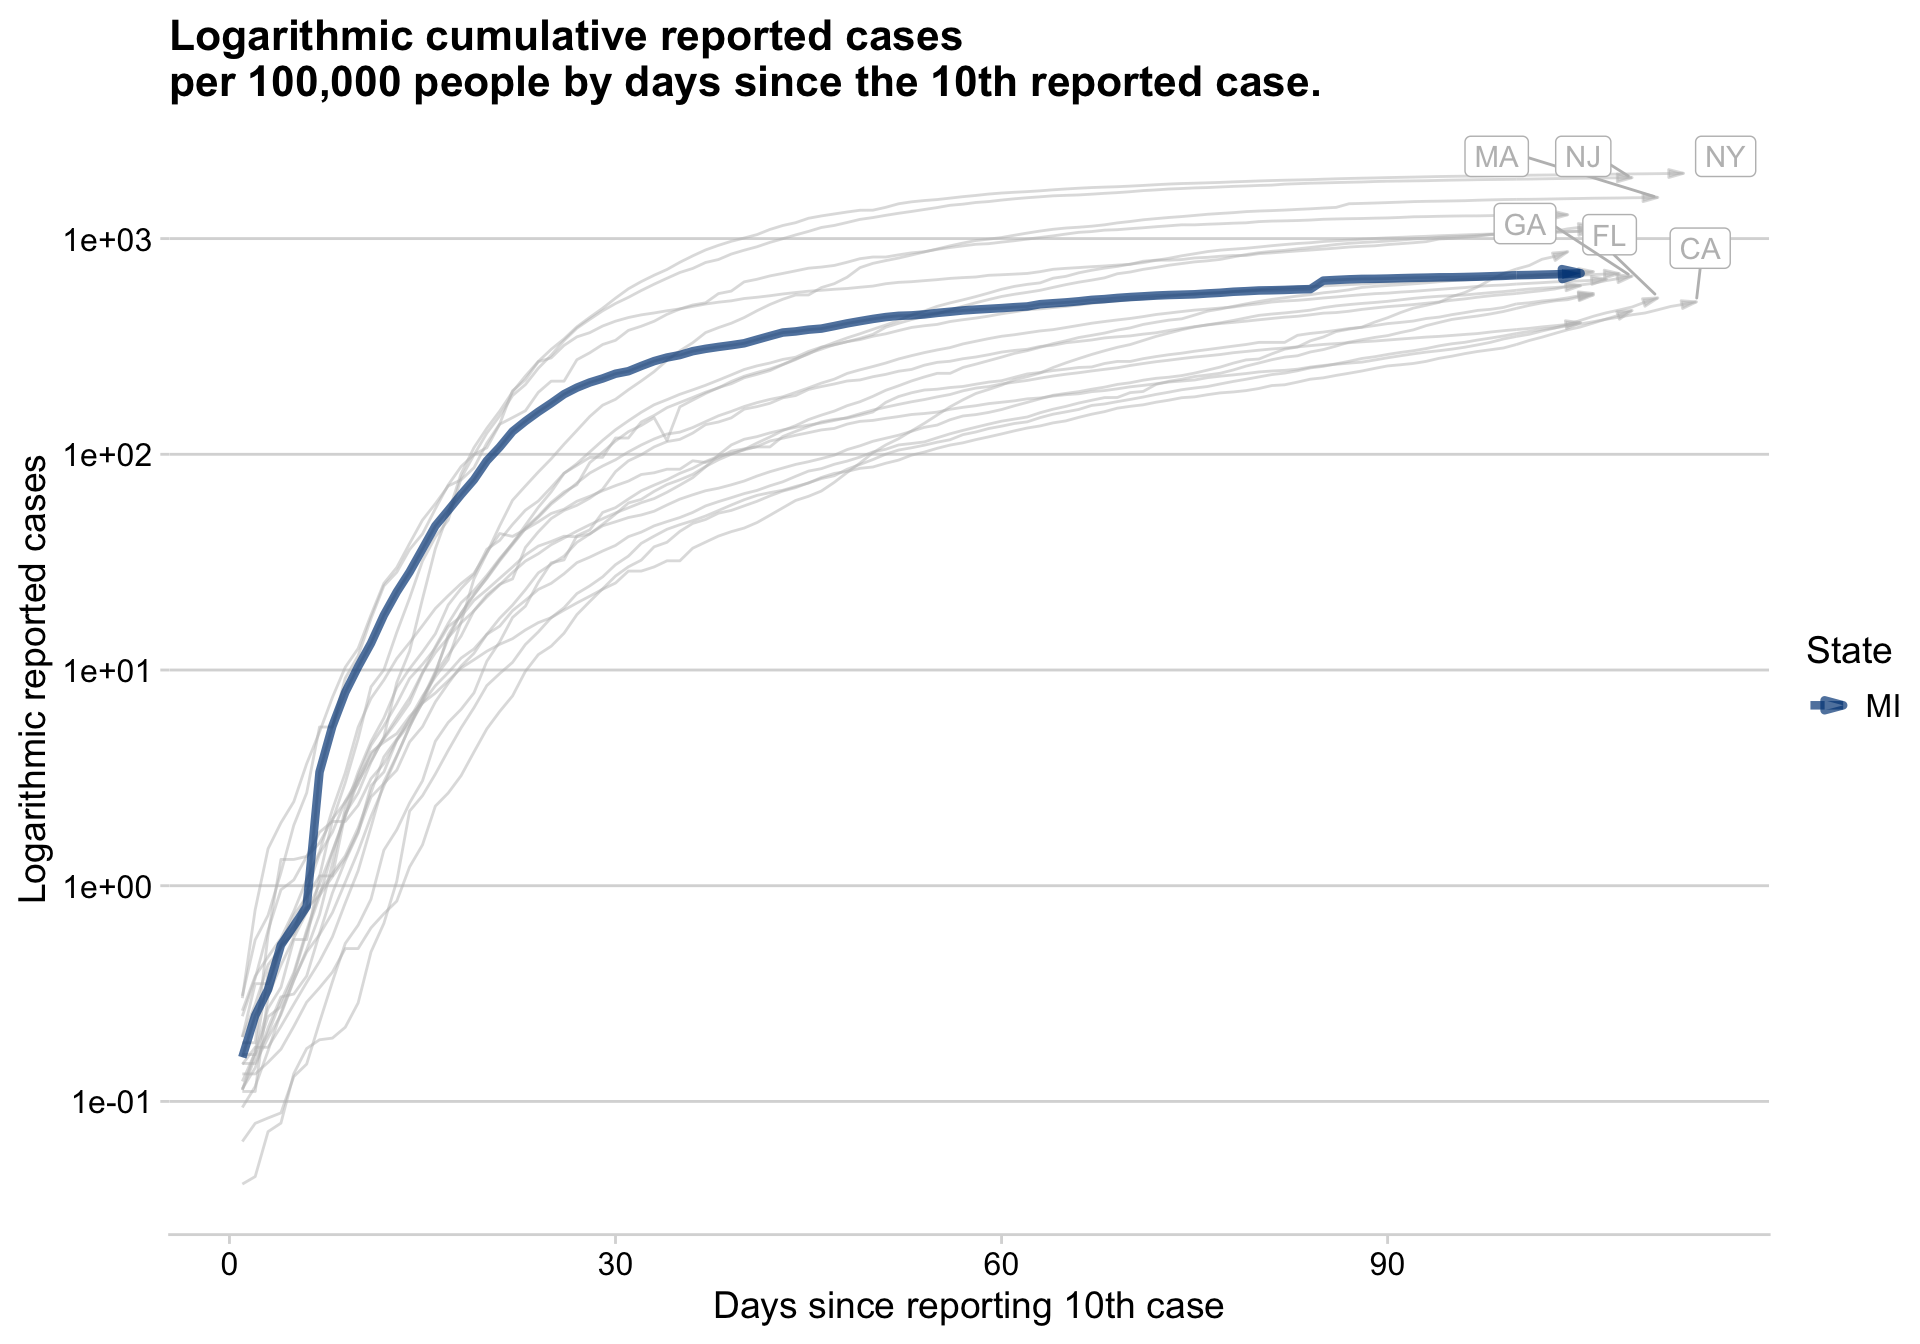 Logarithmic cumulative reported cases
per 100,000 people by days since the 10th reported case.
MA
NJ
NY
GA
FL
CA
1e+03
1e+02
1e+01
1e+00
1e-01
Logarithmic reported cases
0
30
60
90
Days since reporting 10th case
State
MI